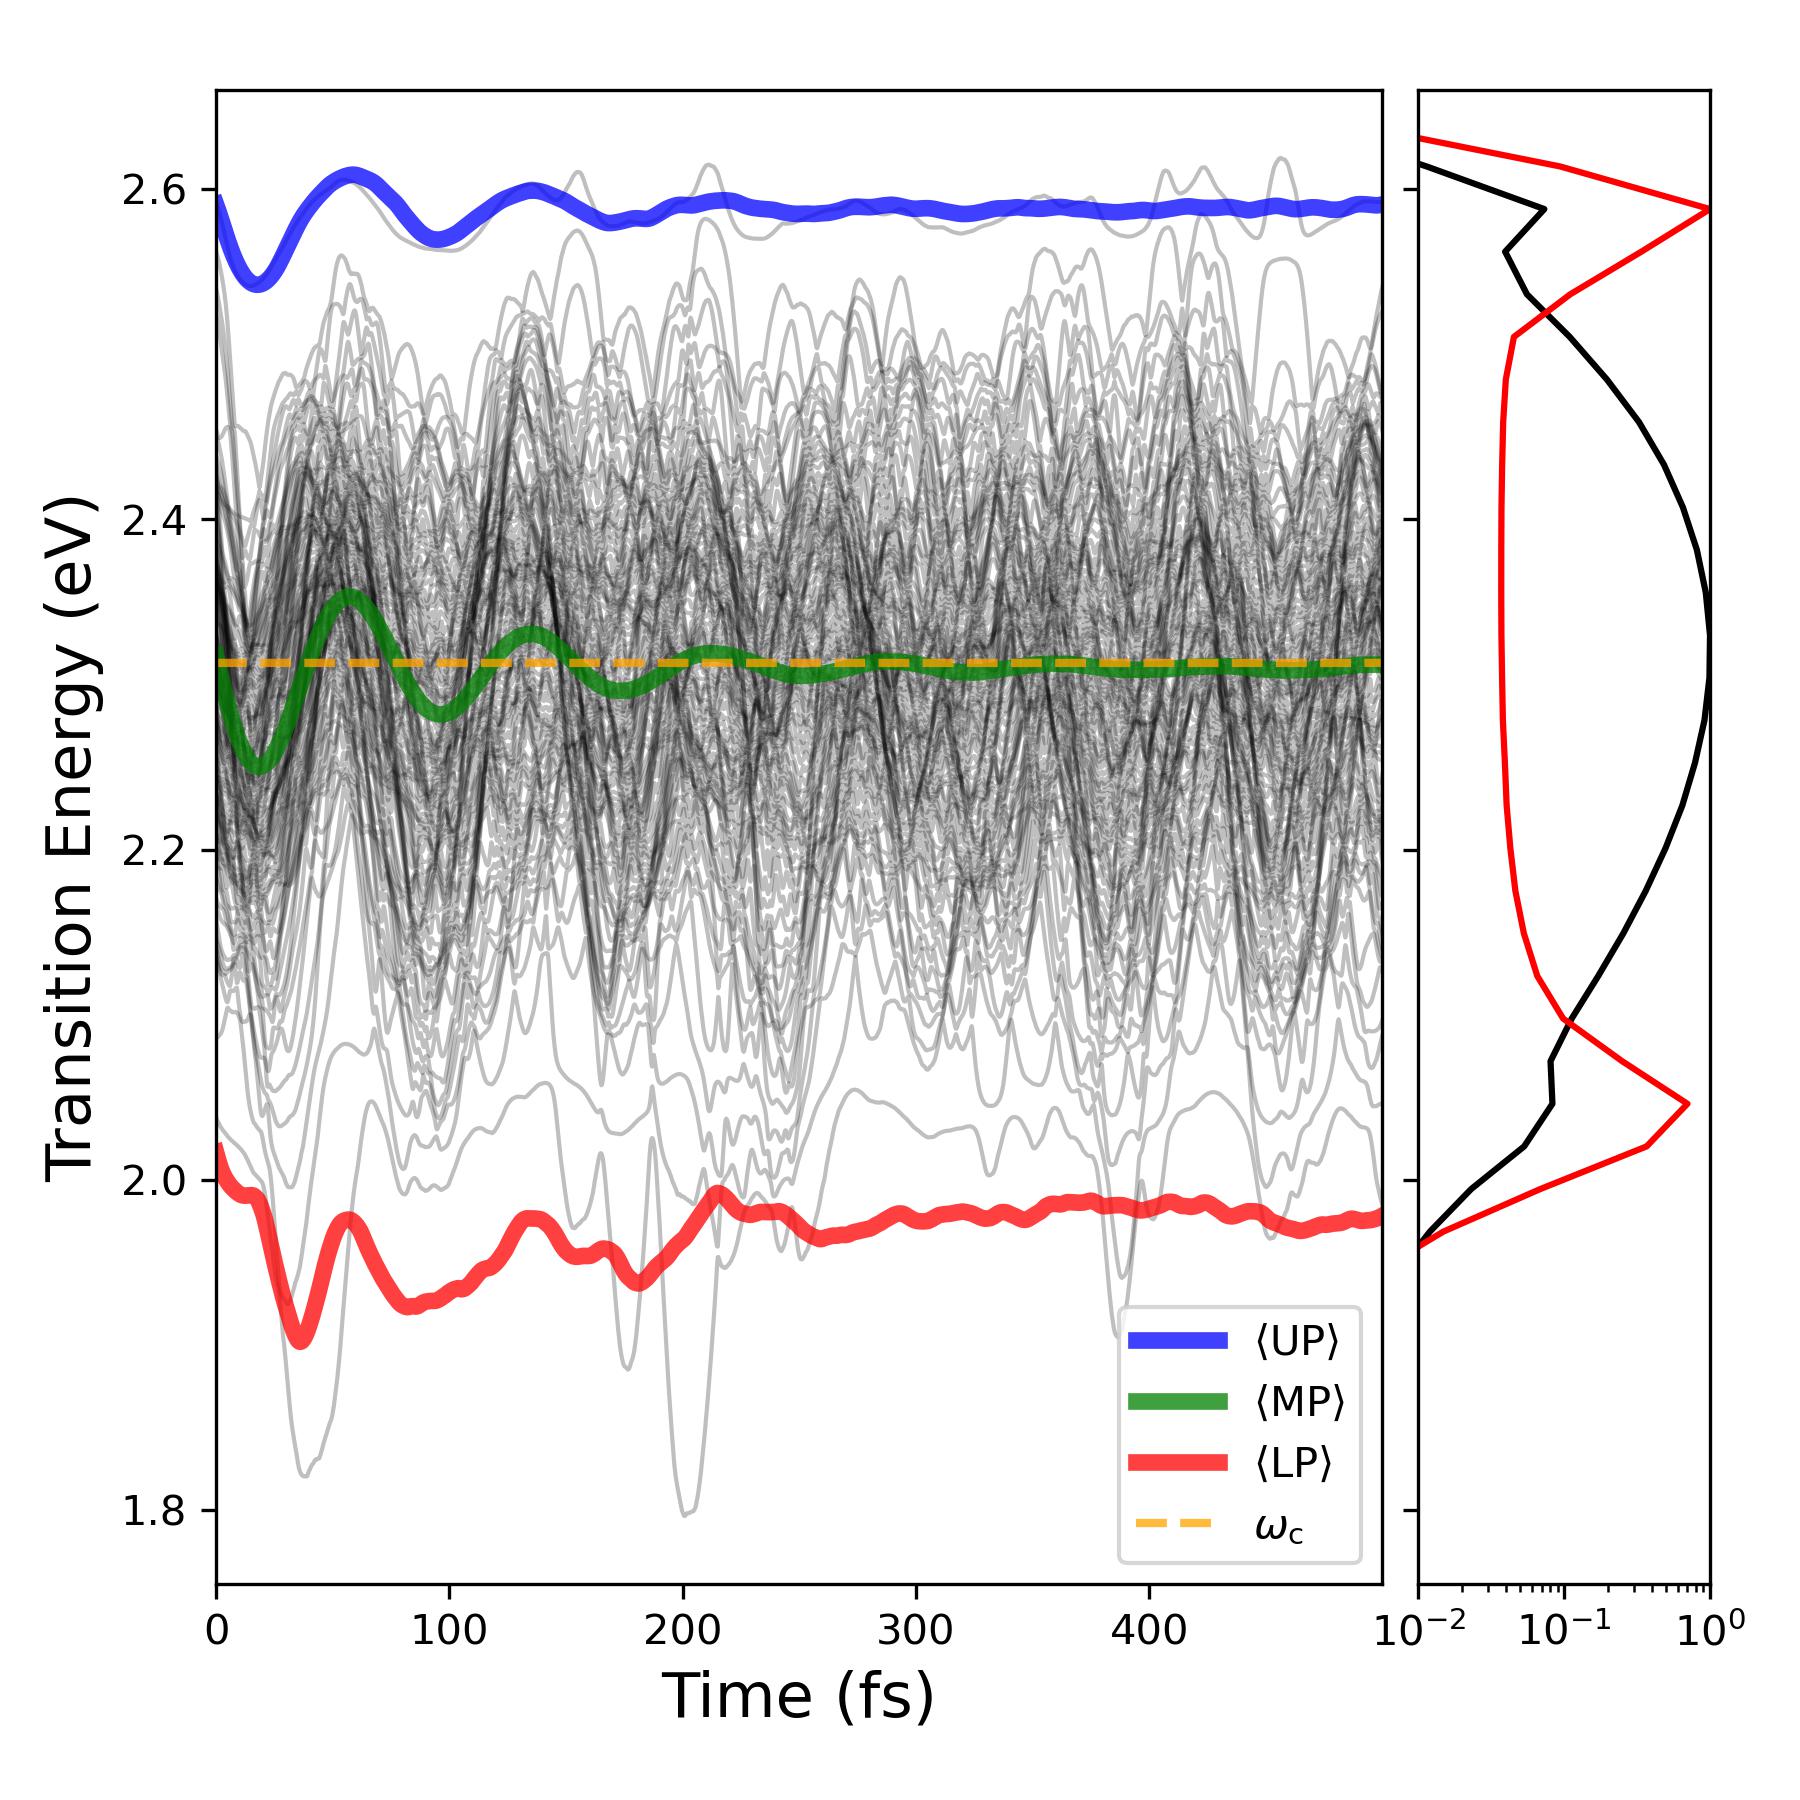 Transition Energy (eV)
2.6
2.4
2.2
2.0
1.8
⟨UP⟩
⟨MP⟩
⟨LP⟩
ω_c
0 100 200 300 400
10⁻² 10⁻¹ 10⁰
Time (fs)